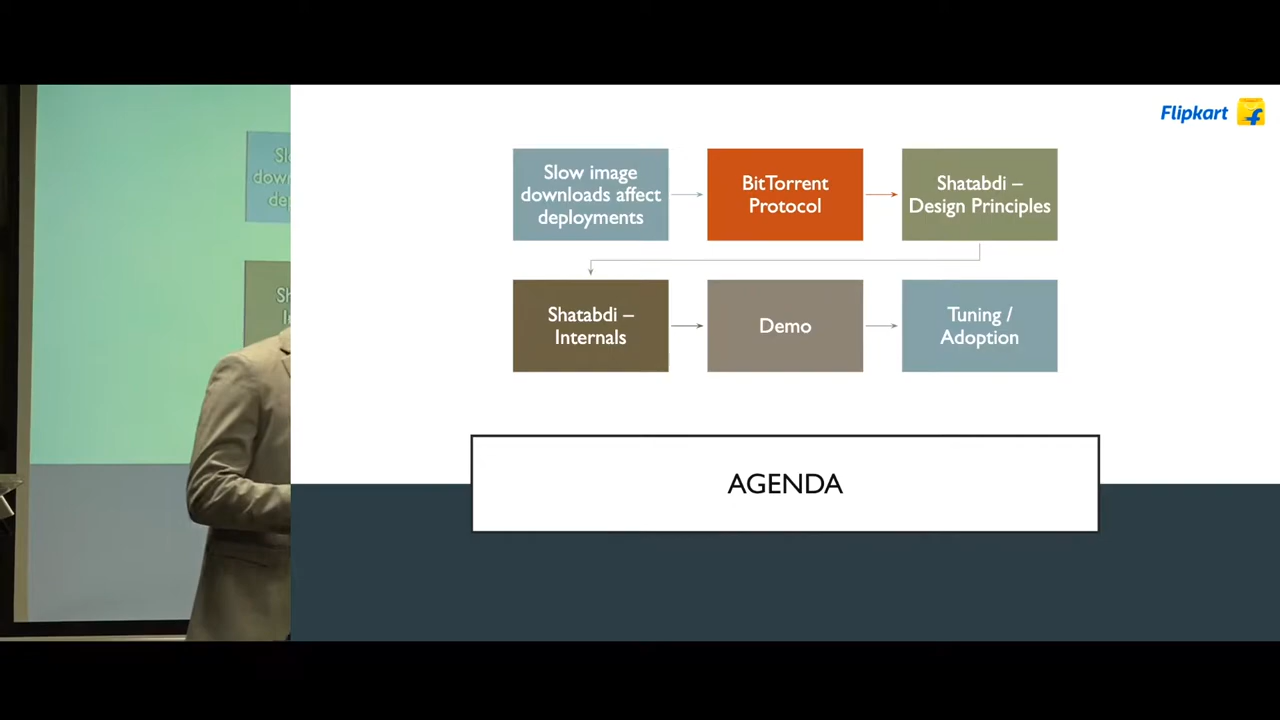 Flipkart
Slow image
downloads affect
deployments
BitTorrent
Protocol
Shatabdi –
Design Principles
Shatabdi –
Internals
Demo
Tuning /
Adoption
AGENDA